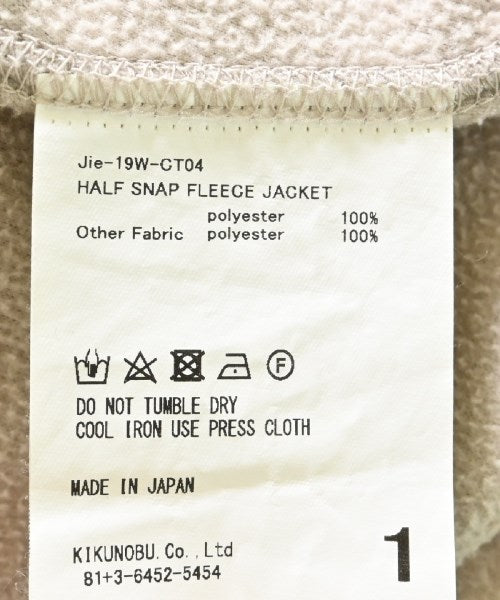 Jie-19W-CT04
HALF SNAP FLEECE JACKET
polyester 100%
Other Fabric polyester 100%
F
DO NOT TUMBLE DRY
COOL IRON USE PRESS CLOTH
MADE IN JAPAN
KIKUNOBU.Co.,Ltd
81+3-6452-5454
1